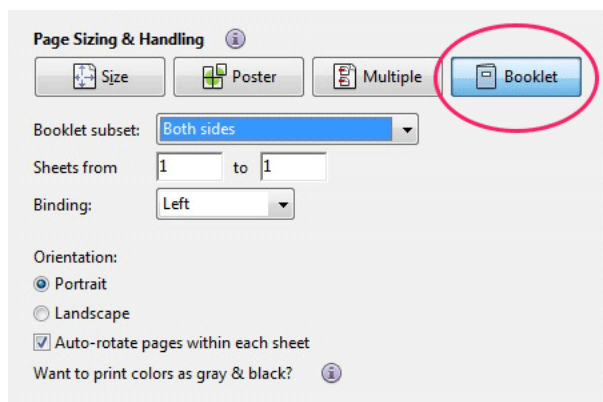 Page Sizing & Handling
Size Poster Multiple Booklet
Booklet subset: Both sides
Sheets from 1 to 1
Binding: Left
Orientation:
Portrait
Landscape
Auto-rotate pages within each sheet
Want to print colors as gray & black?